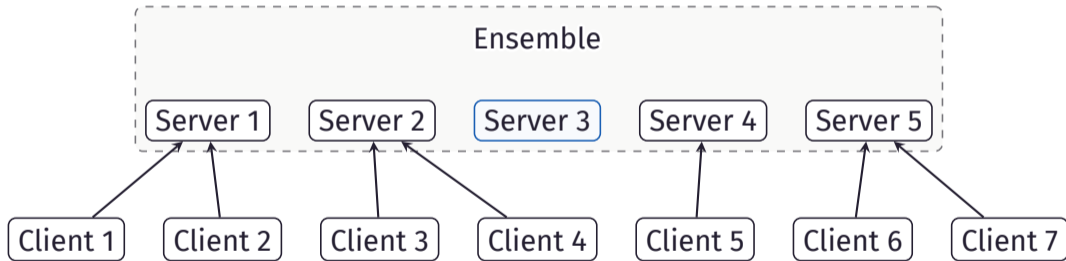 Ensemble
Server 1
Server 2
Server 3
Server 4
Server 5
Client 1
Client 2
Client 3
Client 4
Client 5
Client 6
Client 7